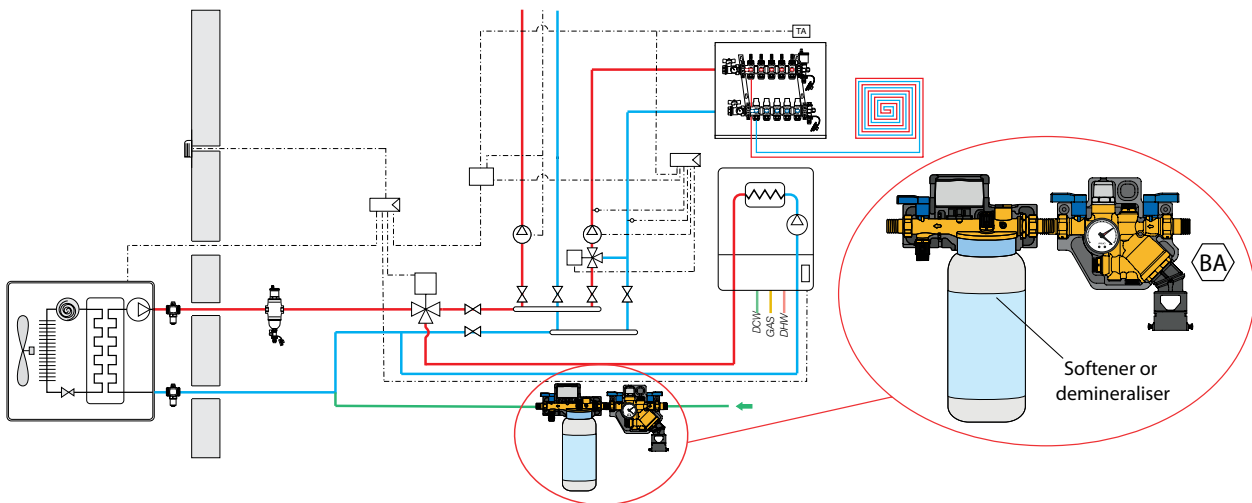 TA
DCW
GAS
DHW
BA
Softener or
demineraliser